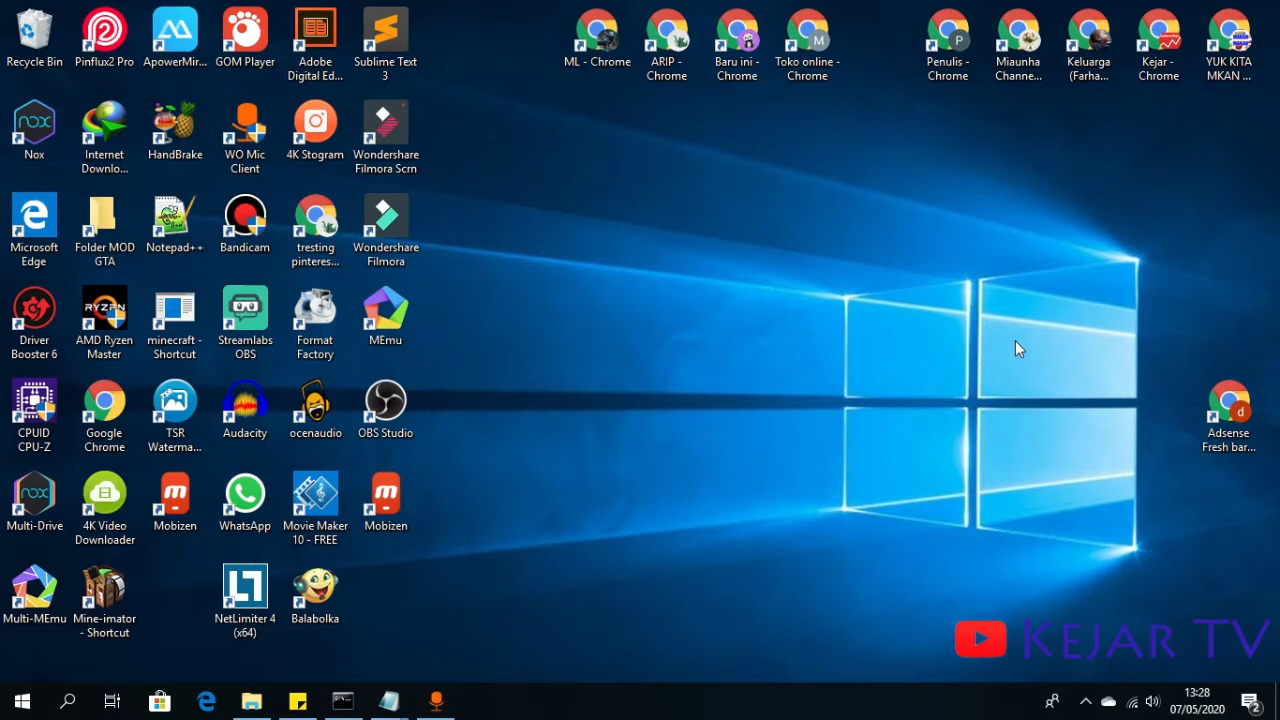 Recycle Bin
Pinflux2 Pro
ApowerMir...
GOM Player
Adobe
Digital Ed...
Sublime Text
3
ML - Chrome
ARIP -
Chrome
Baru ini -
Chrome
Toko online -
Chrome
P
M
Penulis -
Chrome
Miaunha
Channe...
Keluarga
(Farha...
Kejar -
Chrome
YUK KITA
MKAN ...
nox
Nox
Internet
Downlo...
HandBrake
WO Mic
Client
4K Stogram
Wondershare
Filmora Scrn
Microsoft
Edge
Folder MOD
GTA
Notepad++
Bandicam
tresting
pinteres...
Wondershare
Filmora
RYZEN
Driver
Booster 6
AMD Ryzen
Master
minecraft -
Shortcut
Streamlabs
OBS
Format
Factory
MEmu
CPUID
CPU-Z
Google
Chrome
TSR
Waterma...
Audacity
ocenaudio
OBS Studio
d
Adsense
Fresh bar...
nox
m
m
Multi-Drive
4K Video
Downloader
Mobizen
WhatsApp
Movie Maker
10 - FREE
Mobizen
Multi-MEmu
Mine-imator
- Shortcut
NetLimiter 4
(x64)
Balabolka
KEJAR TV
13:28
07/05/2020
2